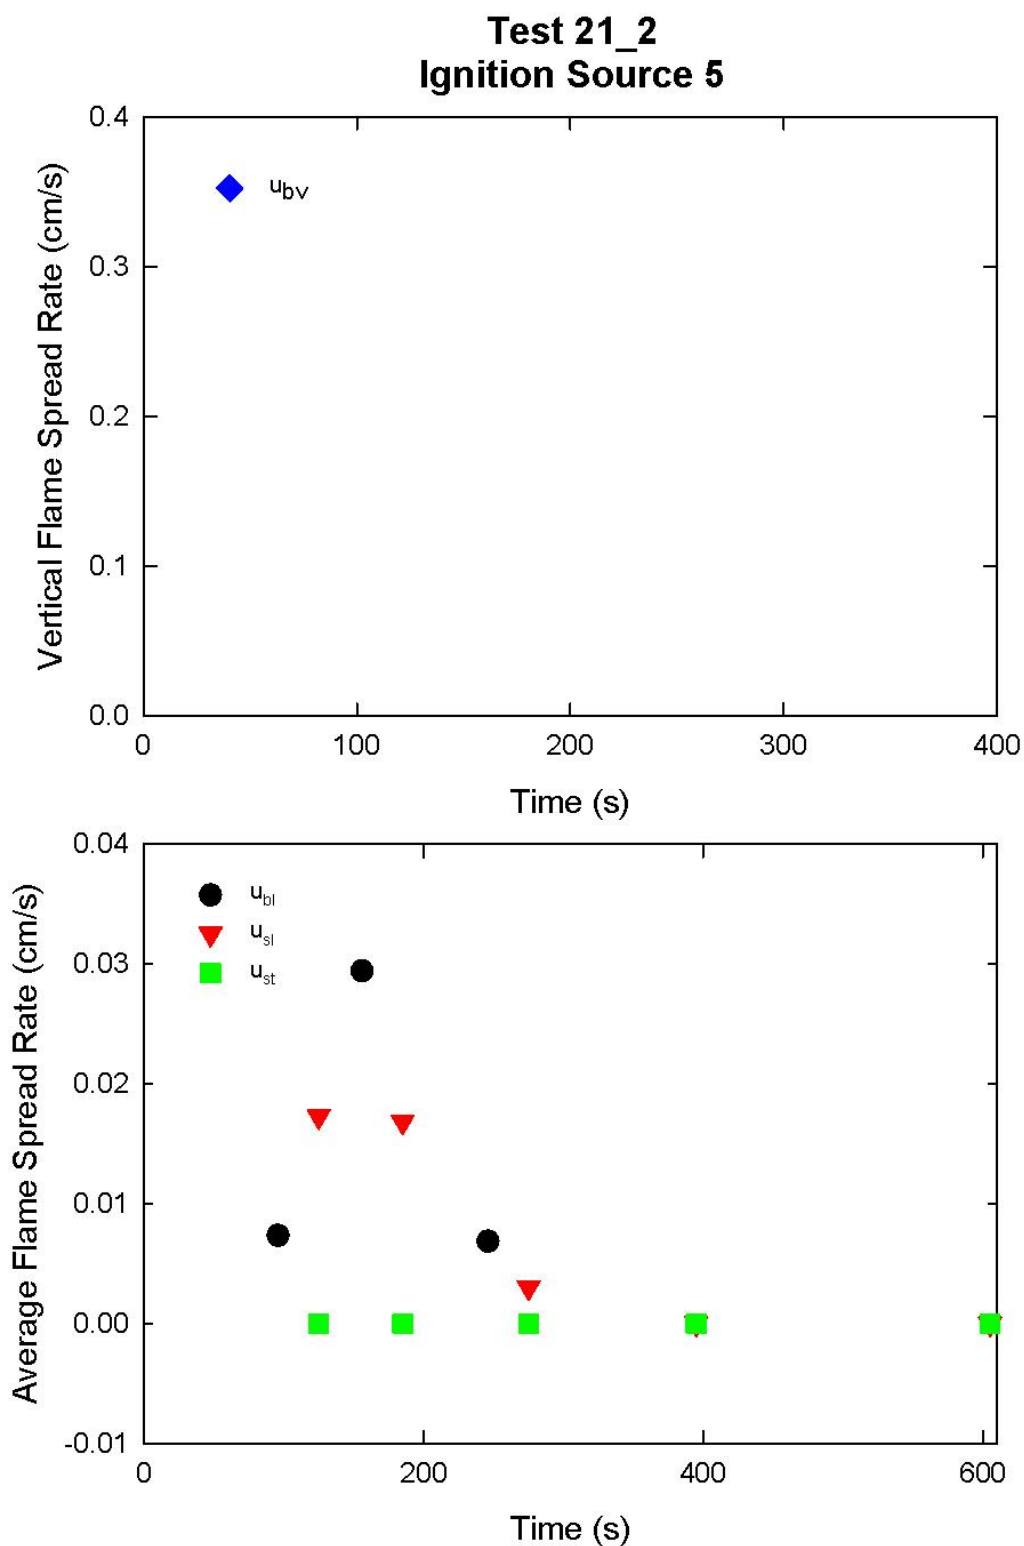 Test 21_2
Ignition Source 5
Vertical Flame Spread Rate (cm/s)
0.4
0.3
0.2
0.1
0.0
u_bv
0 100 200 300 400
Time (s)
Average Flame Spread Rate (cm/s)
0.04
0.03
0.02
0.01
0.00
-0.01
u_bl
u_sl
u_st
0 200 400 600
Time (s)